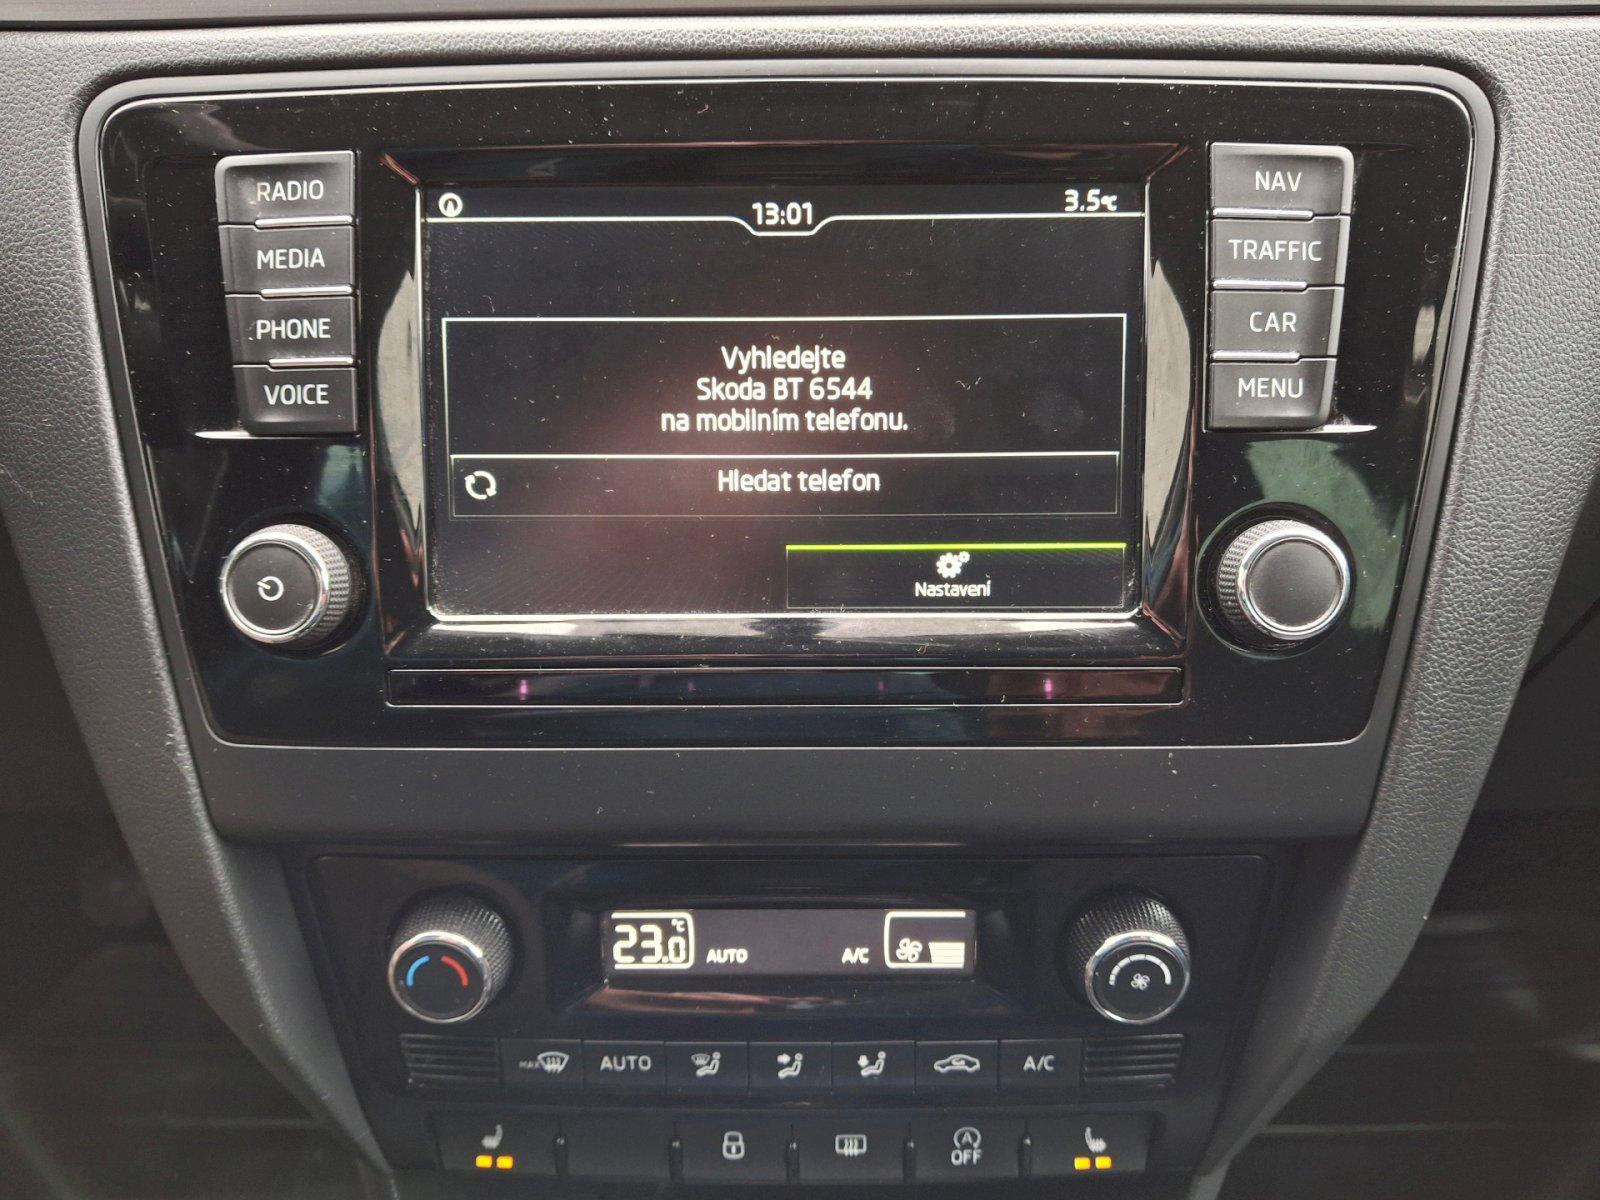 RADIO
MEDIA
PHONE
VOICE
13:01
3.5°C
Vyhledejte
Skoda BT 6544
na mobilním telefonu.
Hledat telefon
Nastavení
NAV
TRAFFIC
CAR
MENU
23.0 °C
AUTO
A/C
MAX
AUTO
A/C
A
OFF